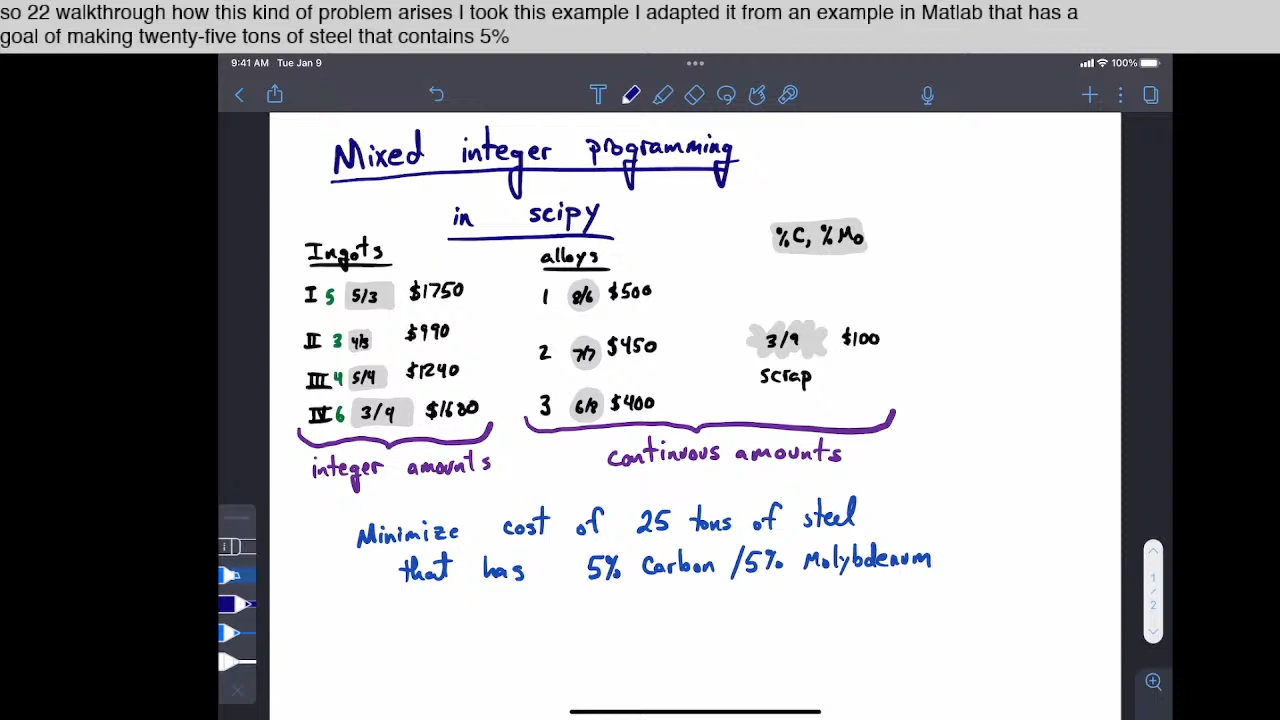 so 22 walkthrough how this kind of problem arises I took this example I adapted it from an example in Matlab that has a
goal of making twenty-five tons of steel that contains 5%
9:41 AM Tue Jan 9
100%
Mixed integer programming
in scipy
%C, %Mo
Ingots
I 5 5/3 $1750
II 3 4/3 $990
III 4 5/4 $1240
IV 6 3/4 $1680
integer amounts
alloys
1 8/6 $500
2 7/7 $450
3 6/8 $400
3/9 $100
scrap
continuous amounts
Minimize cost of 25 tons of steel
that has 5% Carbon /5% Molybdenum
1
/
2